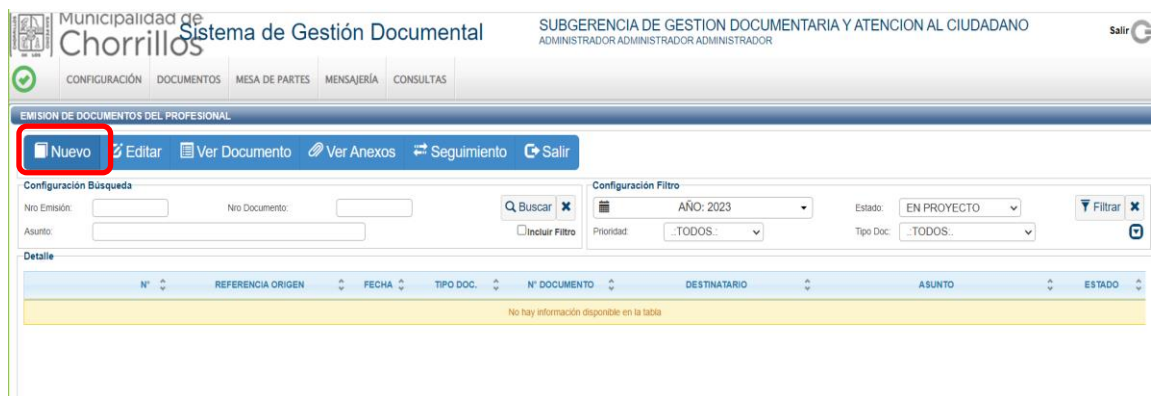 Municipalidad de
Chorrillos
Sistema de Gestión Documental
SUBGERENCIA DE GESTION DOCUMENTARIA Y ATENCION AL CIUDADANO
ADMINISTRADOR ADMINISTRADOR ADMINISTRADOR
Salir
CONFIGURACIÓN DOCUMENTOS MESA DE PARTES MENSAJERÍA CONSULTAS
EMISION DE DOCUMENTOS DEL PROFESIONAL
Nuevo Editar Ver Documento Ver Anexos Seguimiento Salir
Configuración Búsqueda
Nro Emisión: Nro Documento: Buscar
Asunto: Incluir Filtro
Configuración Filtro
AÑO: 2023 Estado: EN PROYECTO Filtrar
Prioridad: .:TODOS:. Tipo Doc: .:TODOS:.
Detalle
N° REFERENCIA ORIGEN FECHA TIPO DOC. N° DOCUMENTO DESTINATARIO ASUNTO ESTADO
No hay información disponible en la tabla